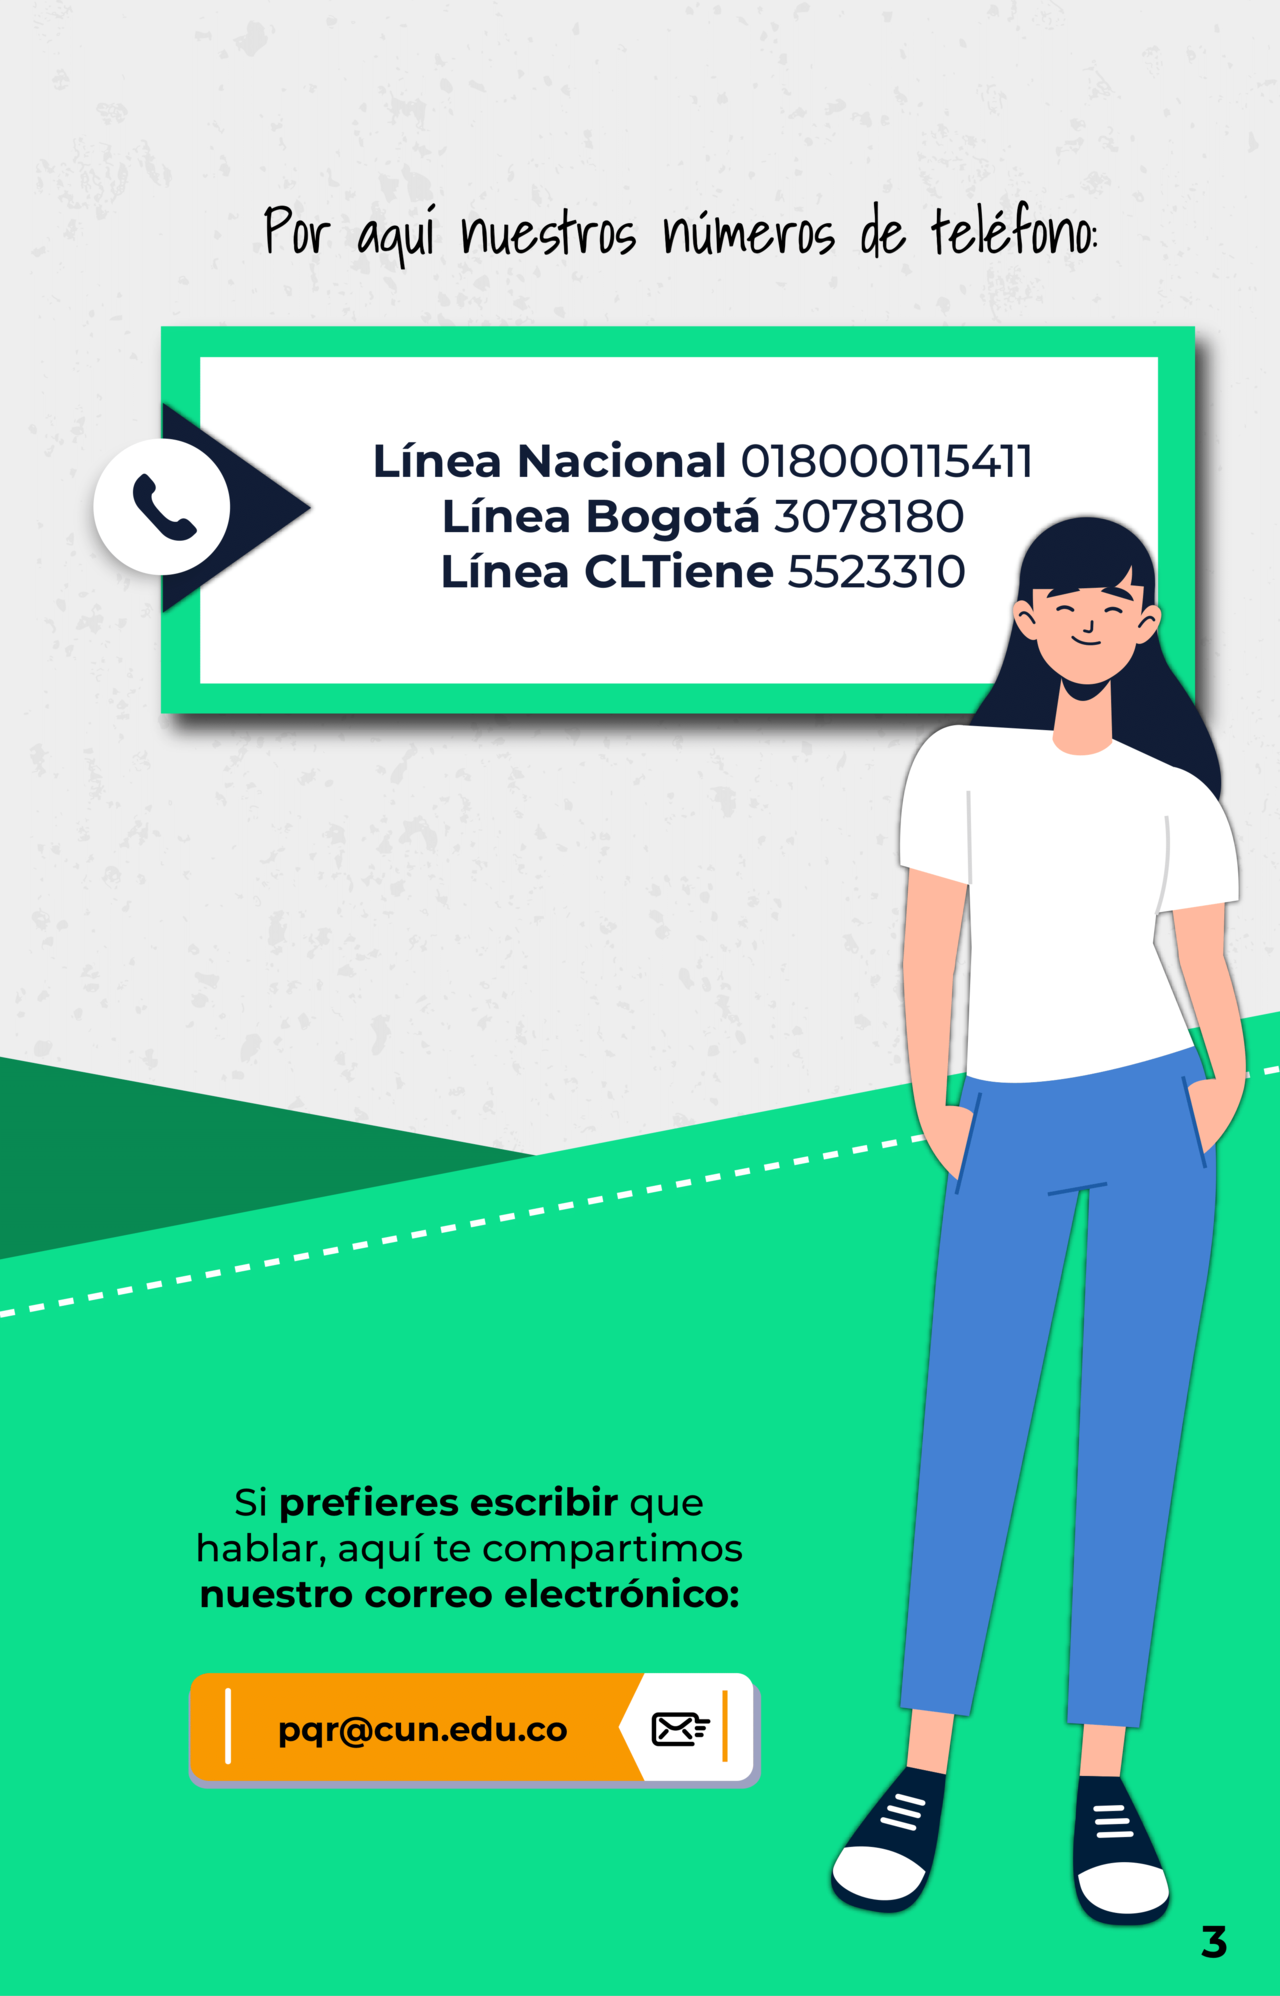 Por aquí nuestros números de teléfono:
Línea Nacional 018000115411
Línea Bogotá 3078180
Línea CLTiene 5523310
Si prefieres escribir que
hablar, aquí te compartimos
nuestro correo electrónico:
pqr@cun.edu.co
3